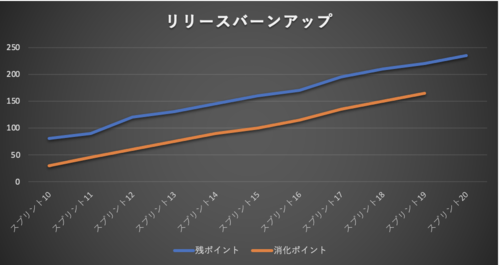 リリースバーンアップ
250
200
150
100
50
0
スプリント10
スプリント11
スプリント12
スプリント13
スプリント14
スプリント15
スプリント16
スプリント17
スプリント18
スプリント19
スプリント20
残ポイント
消化ポイント